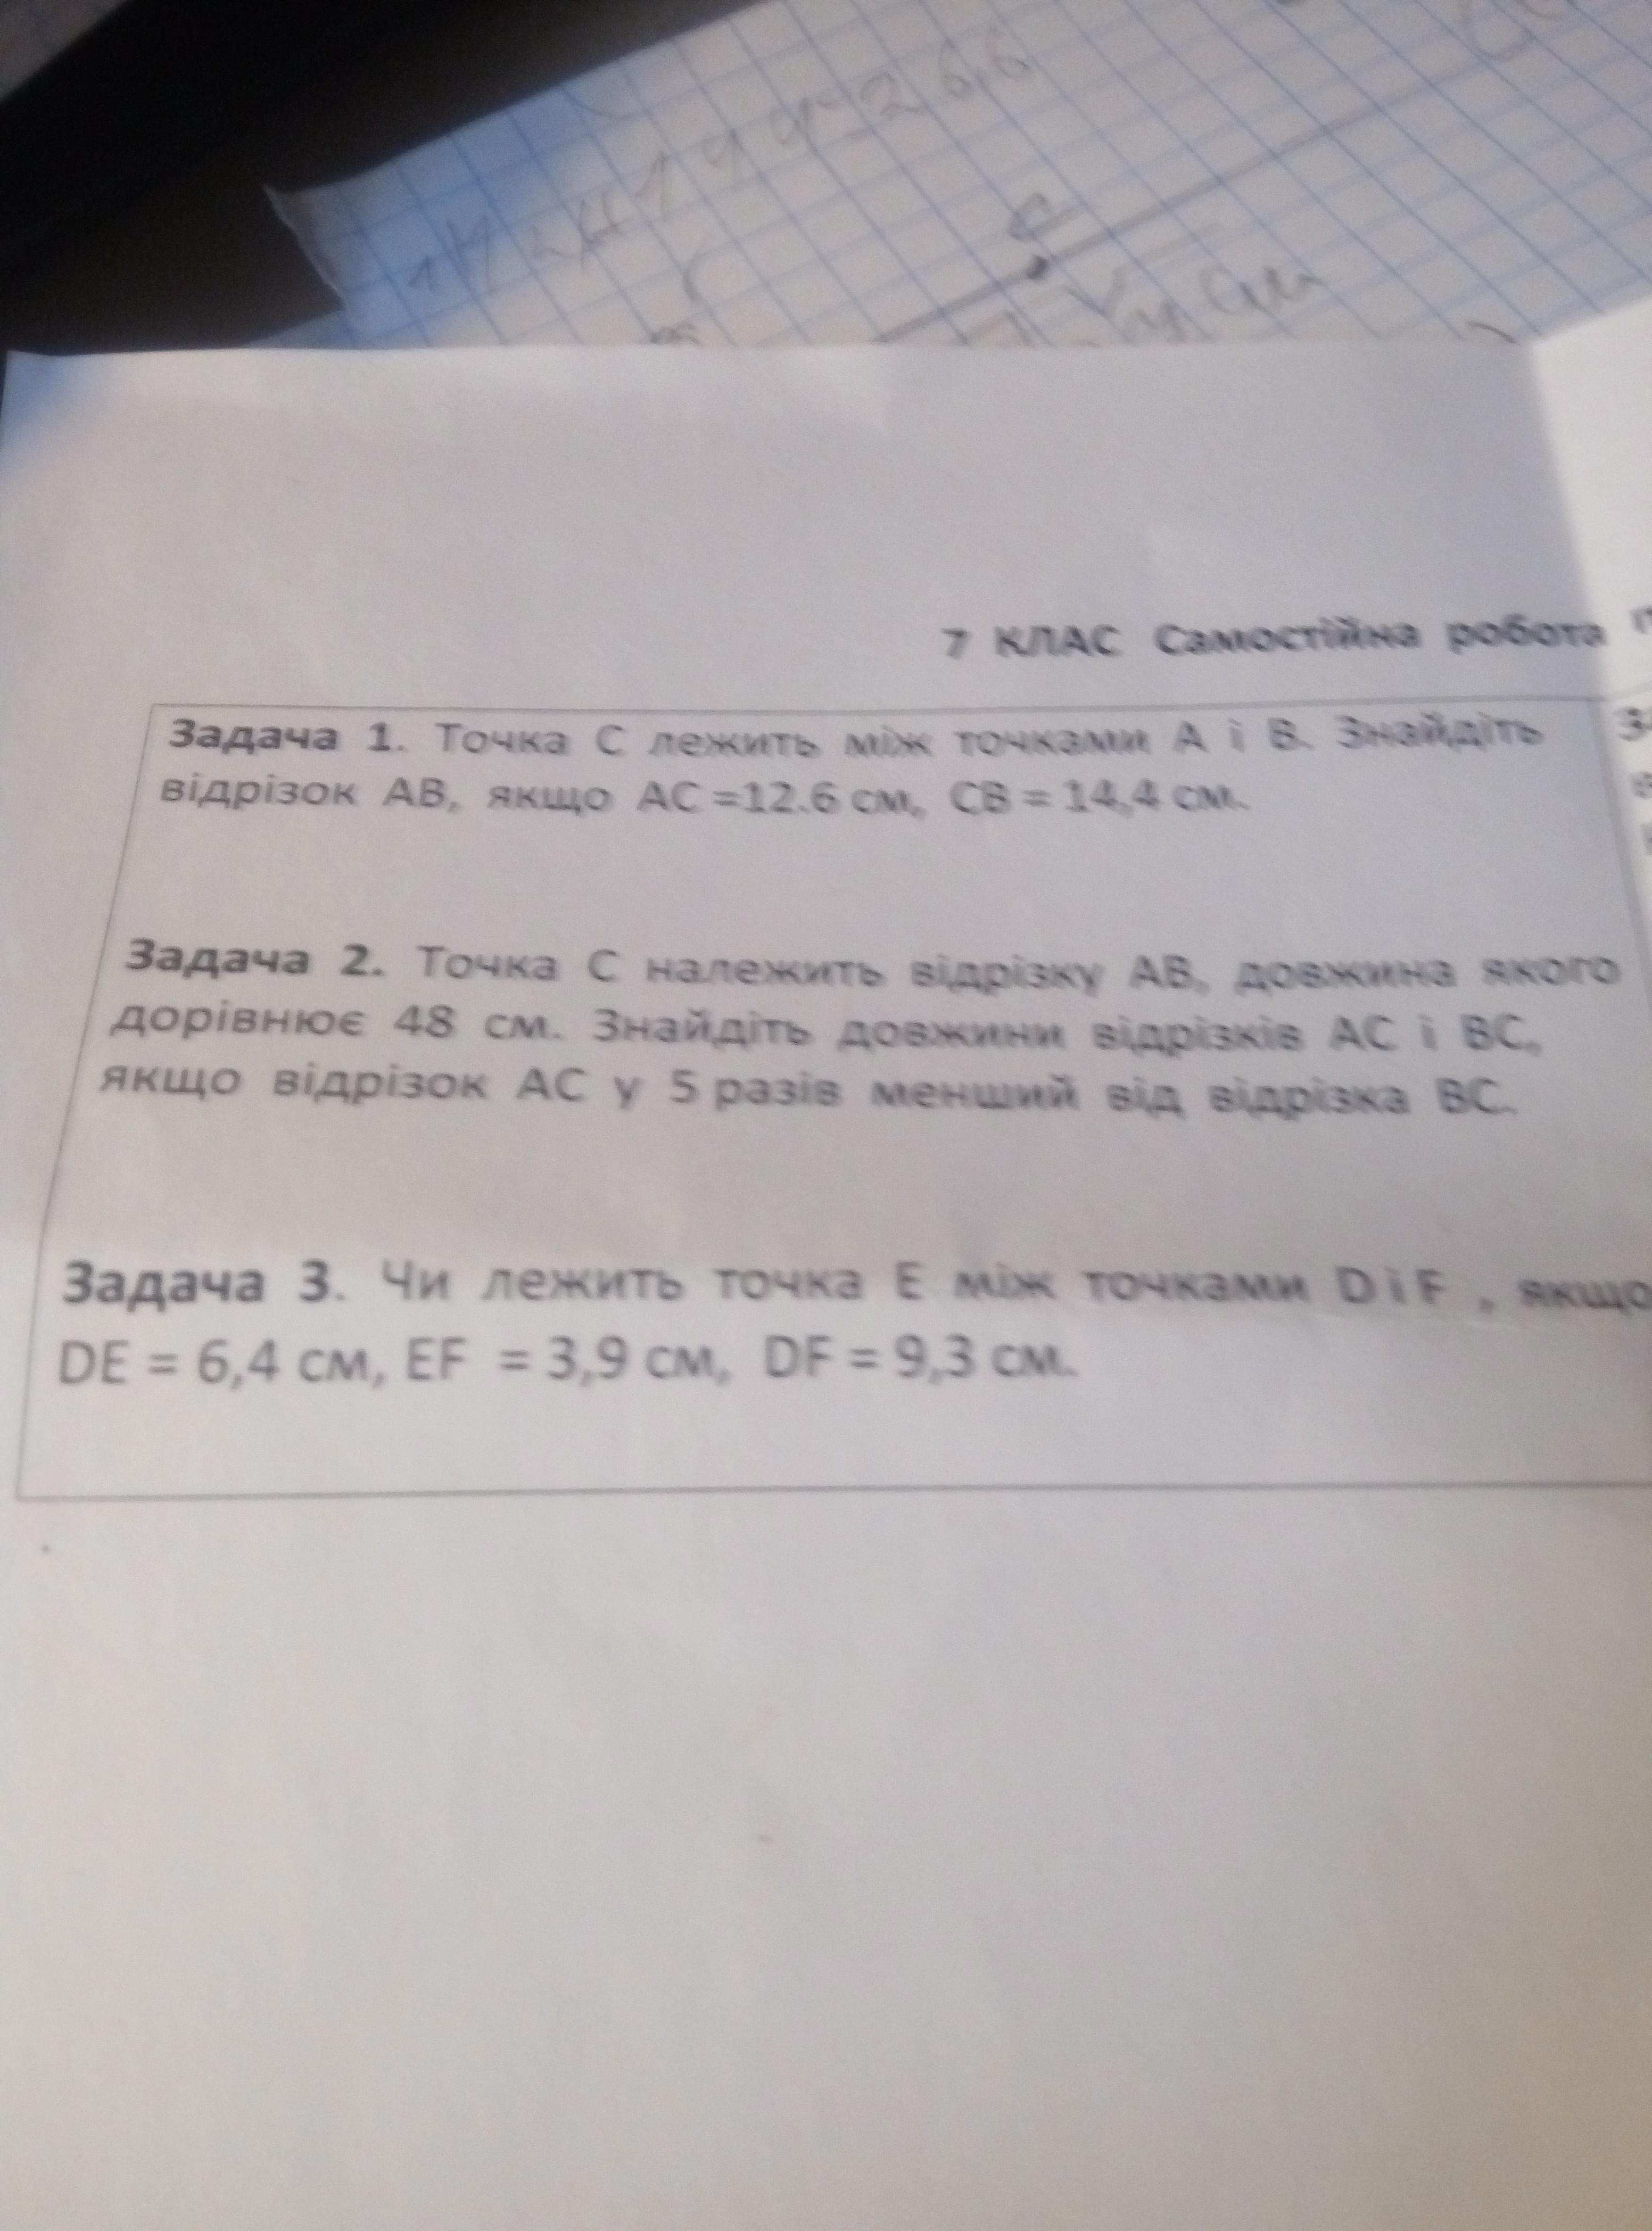 C
7 КЛАС Самостійна робота
Задача 1. Точка С лежить між точками А і В. Знайдіть
відрізок АВ, якщо АС =12.6 см, СВ = 14,4 см.
Задача 2. Точка С належить відрізку АВ, довжина якого
дорівнює 48 см. Знайдіть довжини відрізків АС і ВС,
якщо відрізок АС у 5 разів менший від відрізка ВС.
Задача 3. Чи лежить точка Е між точками D i F , якщо
DE = 6,4 см, EF = 3,9 см, DF = 9,3 см.